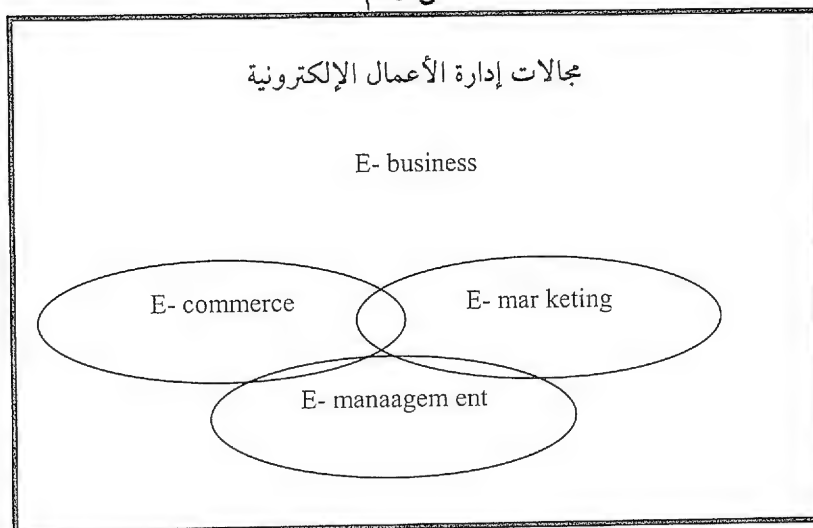 مجالات إدارة الأعمال الإلكترونية
E- business
E- commerce
E- mar keting
E- manaagem ent